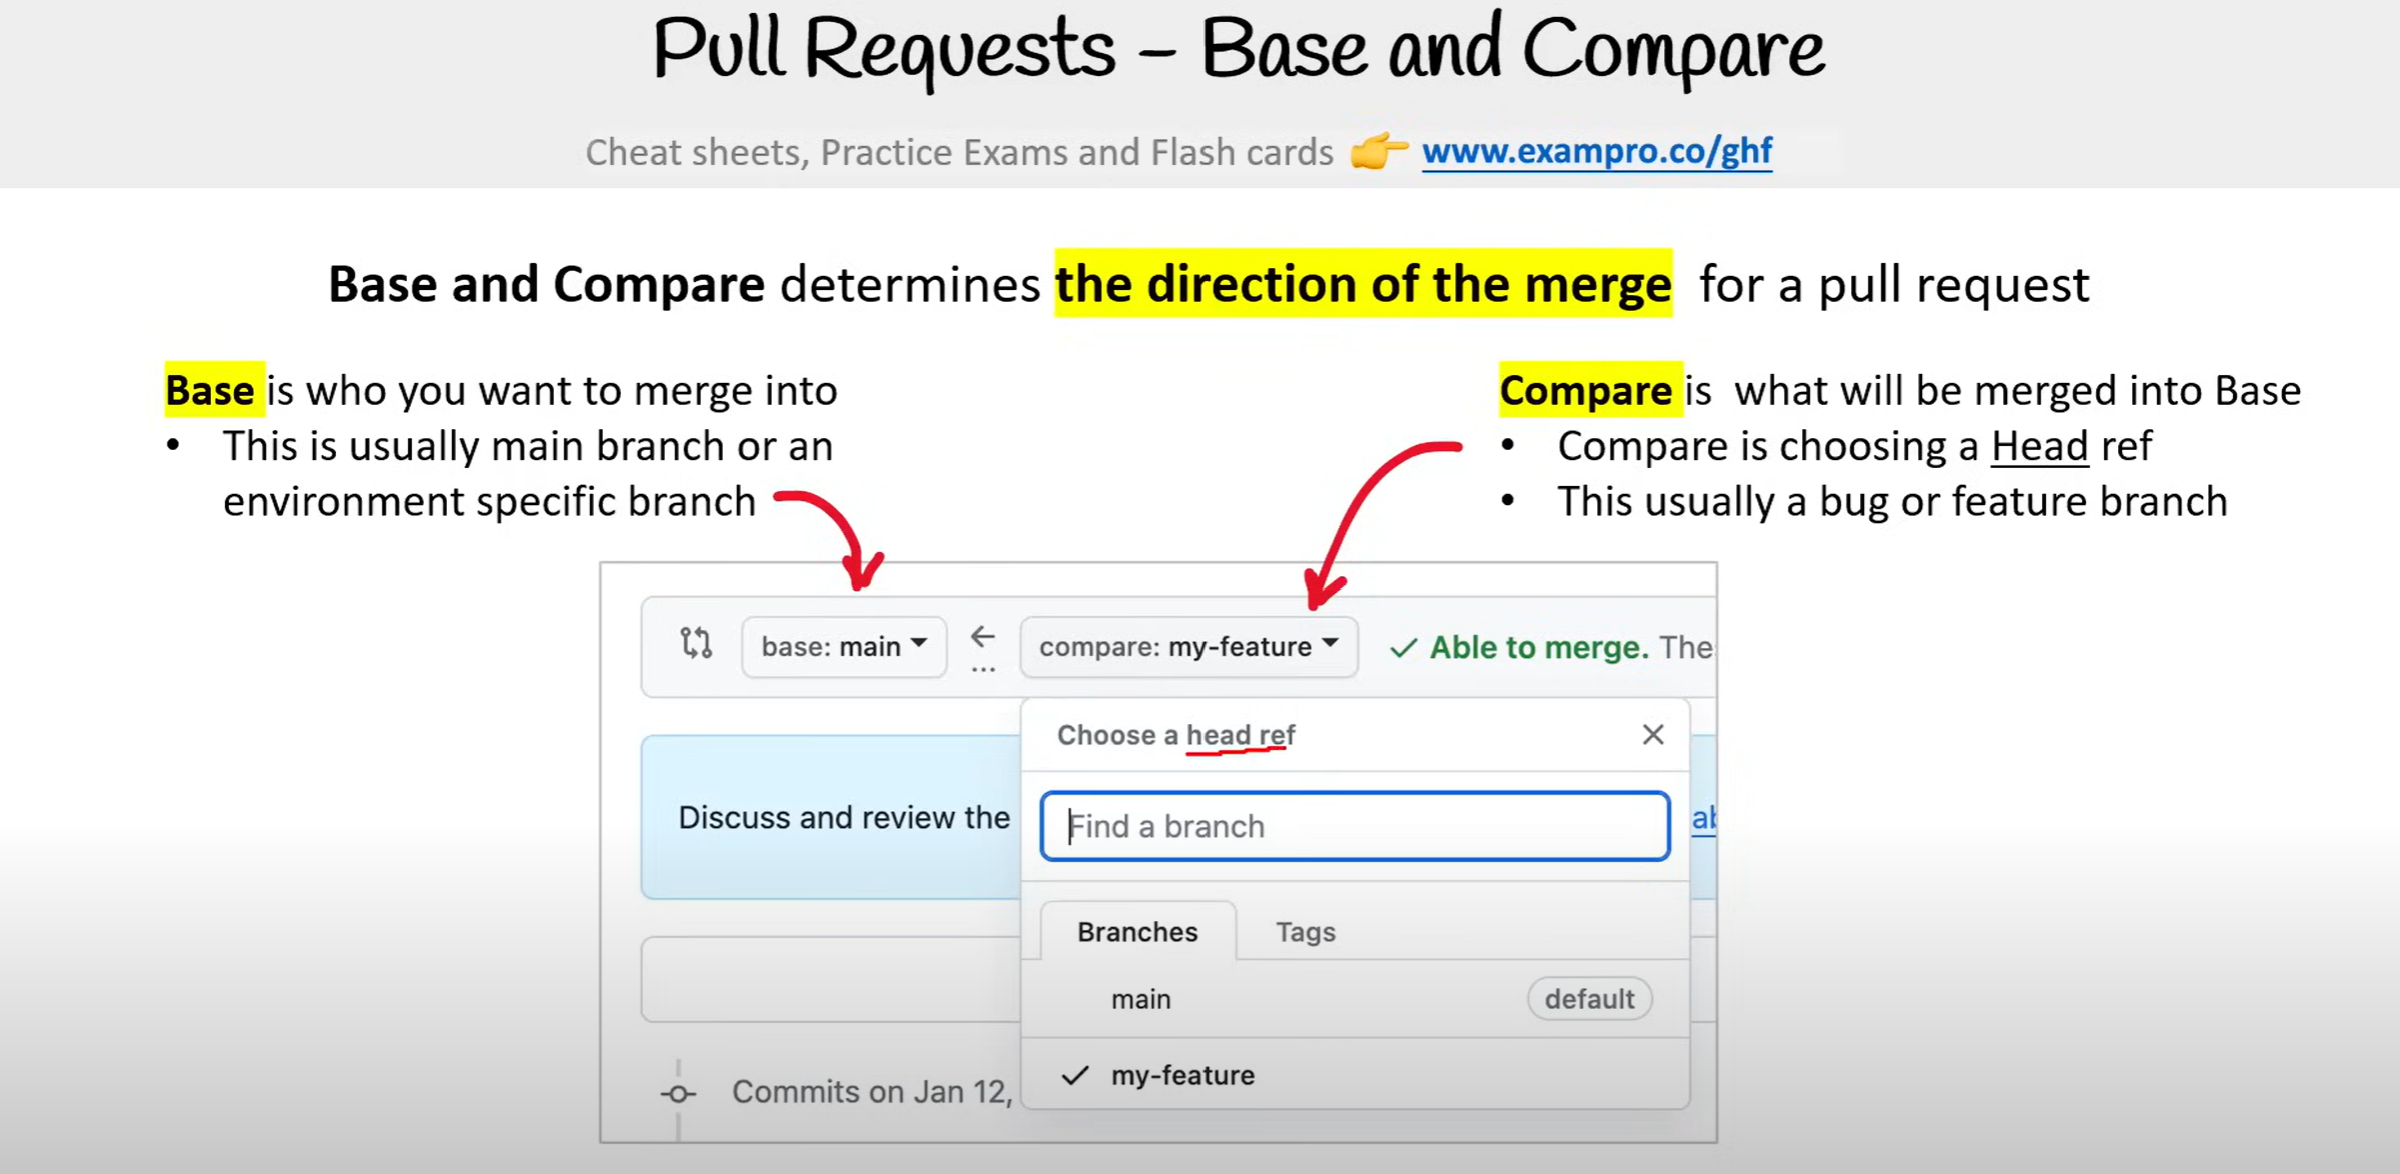 Pull Requests – Base and Compare
Cheat sheets, Practice Exams and Flash cards 👉 www.exampro.co/ghf
Base and Compare determines the direction of the merge for a pull request
Base is who you want to merge into
• This is usually main branch or an
environment specific branch
Compare is what will be merged into Base
• Compare is choosing a Head ref
• This usually a bug or feature branch
base: main
compare: my-feature
Able to merge. The
Choose a head ref
Discuss and review the
Find a branch
ab
Branches
Tags
main
default
my-feature
Commits on Jan 12,